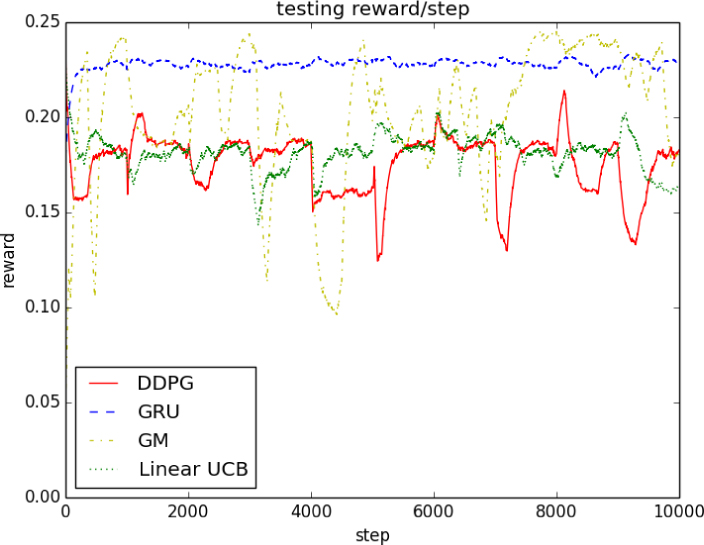 testing reward/step
0.25
0.20
0.15
0.10
0.05
0.00
reward
DDPG
GRU
GM
Linear UCB
0 2000 4000 6000 8000 10000
step